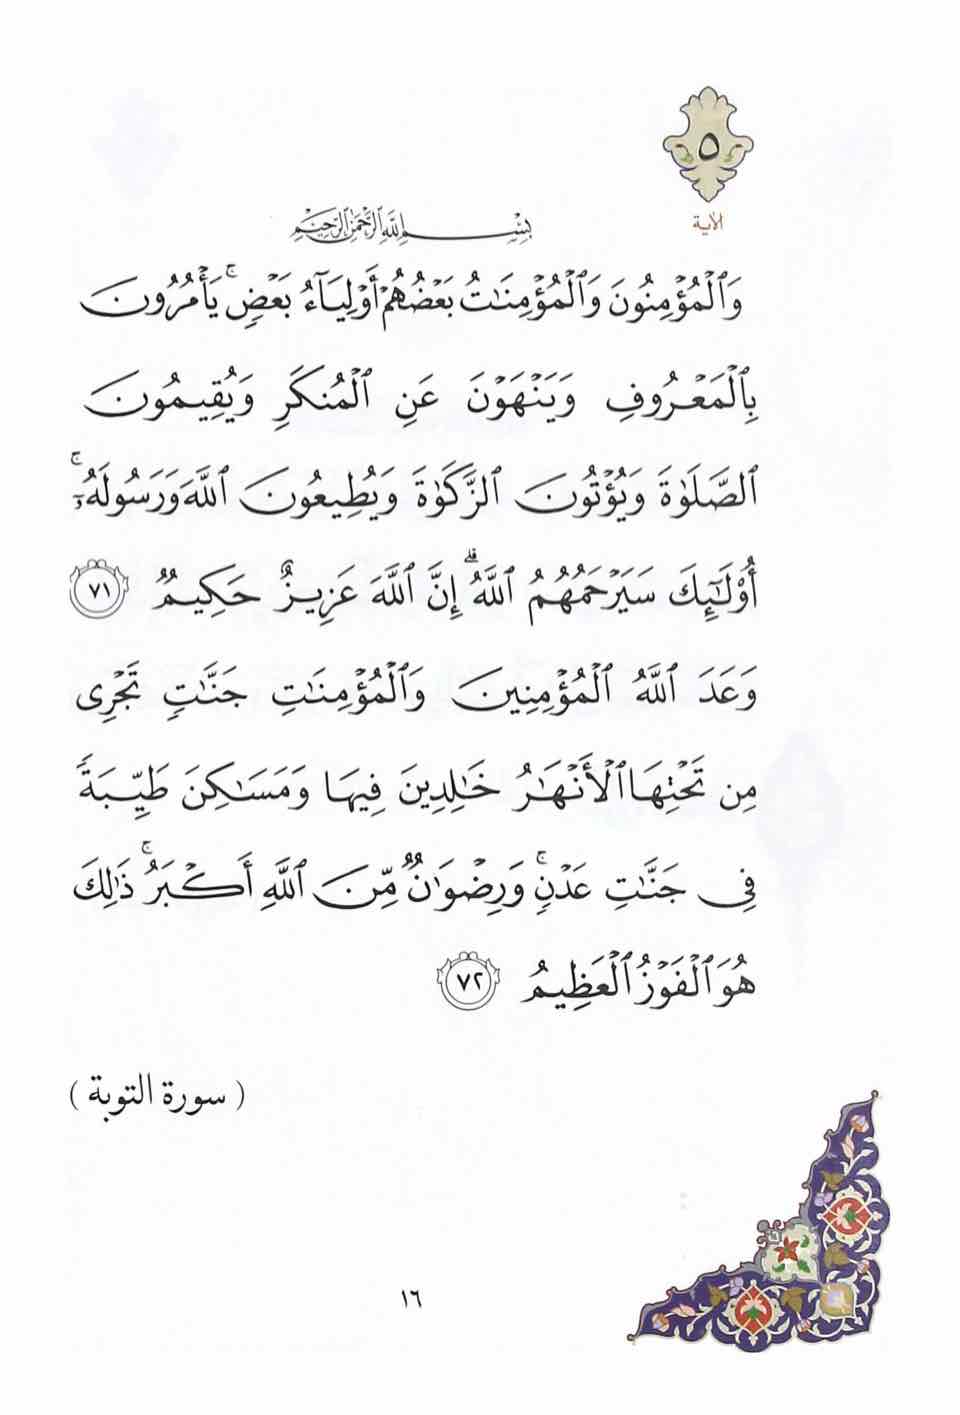 ٥
الآية
بِسْمِ اللَّهِ الرَّحْمَٰنِ الرَّحِيمِ
وَٱلْمُؤْمِنُونَ وَٱلْمُؤْمِنَٰتُ بَعْضُهُمْ أَوْلِيَآءُ بَعْضٍۚ يَأْمُرُونَ
بِٱلْمَعْرُوفِ وَيَنْهَوْنَ عَنِ ٱلْمُنكَرِ وَيُقِيمُونَ
ٱلصَّلَوٰةَ وَيُؤْتُونَ ٱلزَّكَوٰةَ وَيُطِيعُونَ ٱللَّهَ وَرَسُولَهُۥٓۚ
أُو۟لَٰٓئِكَ سَيَرْحَمُهُمُ ٱللَّهُۗ إِنَّ ٱللَّهَ عَزِيزٌ حَكِيمٌ ٧١
وَعَدَ ٱللَّهُ ٱلْمُؤْمِنِينَ وَٱلْمُؤْمِنَٰتِ جَنَّٰتٍ تَجْرِى
مِن تَحْتِهَا ٱلْأَنْهَٰرُ خَٰلِدِينَ فِيهَا وَمَسَٰكِنَ طَيِّبَةً
فِى جَنَّٰتِ عَدْنٍۚ وَرِضْوَٰنٌ مِّنَ ٱللَّهِ أَكْبَرُۚ ذَٰلِكَ
هُوَ ٱلْفَوْزُ ٱلْعَظِيمُ ٧٢
( سورة التوبة )
١٦